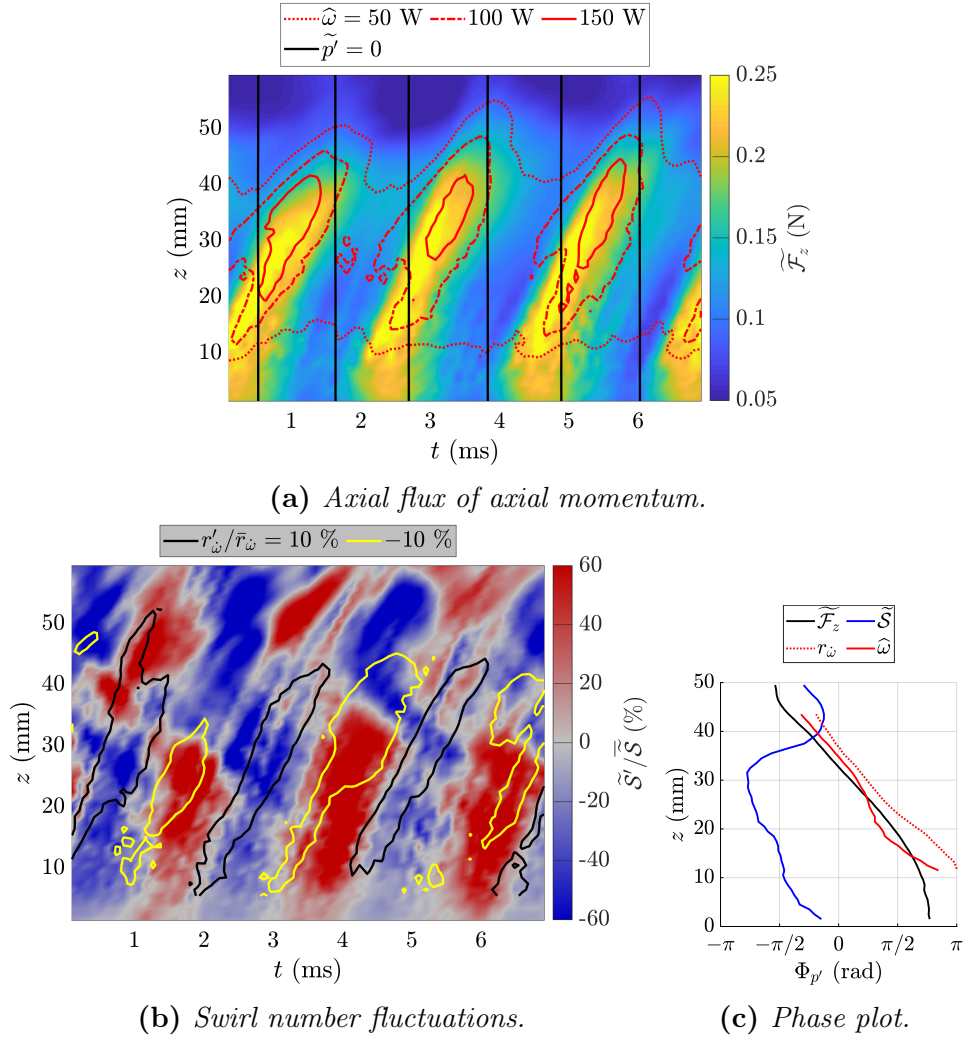 ω̂ = 50 W 100 W 150 W
p̃′ = 0
50
40
30
20
10
z (mm)
1 2 3 4 5 6
t (ms)
0.25
0.2
0.15
0.1
0.05
ℱ̃_z (N)
(a) Axial flux of axial momentum.
r′_ω̇/r̄_ω̇ = 10 % −10 %
50
40
30
20
10
z (mm)
1 2 3 4 5 6
t (ms)
60
40
20
0
-20
-40
-60
𝒮̃′/𝒮̃̄ (%)
(b) Swirl number fluctuations.
ℱ̃_z 𝒮̃
r_ω̇ ω̂
50
40
30
20
10
0
z (mm)
−π −π/2 0 π/2 π
Φ_p′ (rad)
(c) Phase plot.